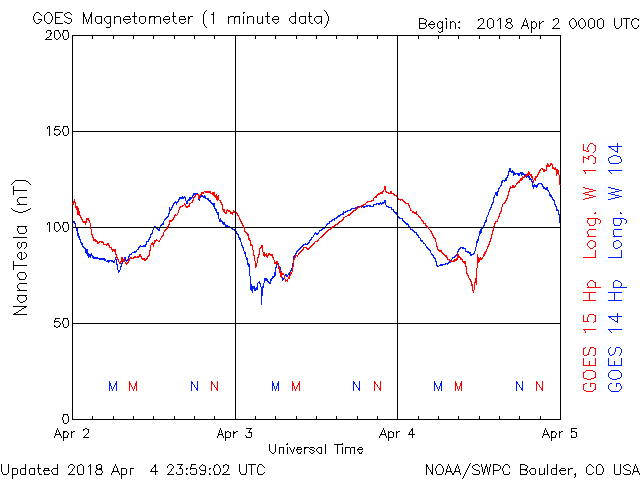 GOES Magnetometer (1 minute data)
Begin: 2018 Apr 2 0000 UTC
200
150
100
50
0
NanoTesla (nT)
M M N N M M N N M M N N
Apr 2 Apr 3 Apr 4 Apr 5
Universal Time
GOES 15 Hp Long. W 135
GOES 14 Hp Long. W 104
Updated 2018 Apr 4 23:59:02 UTC
NOAA/SWPC Boulder, CO USA